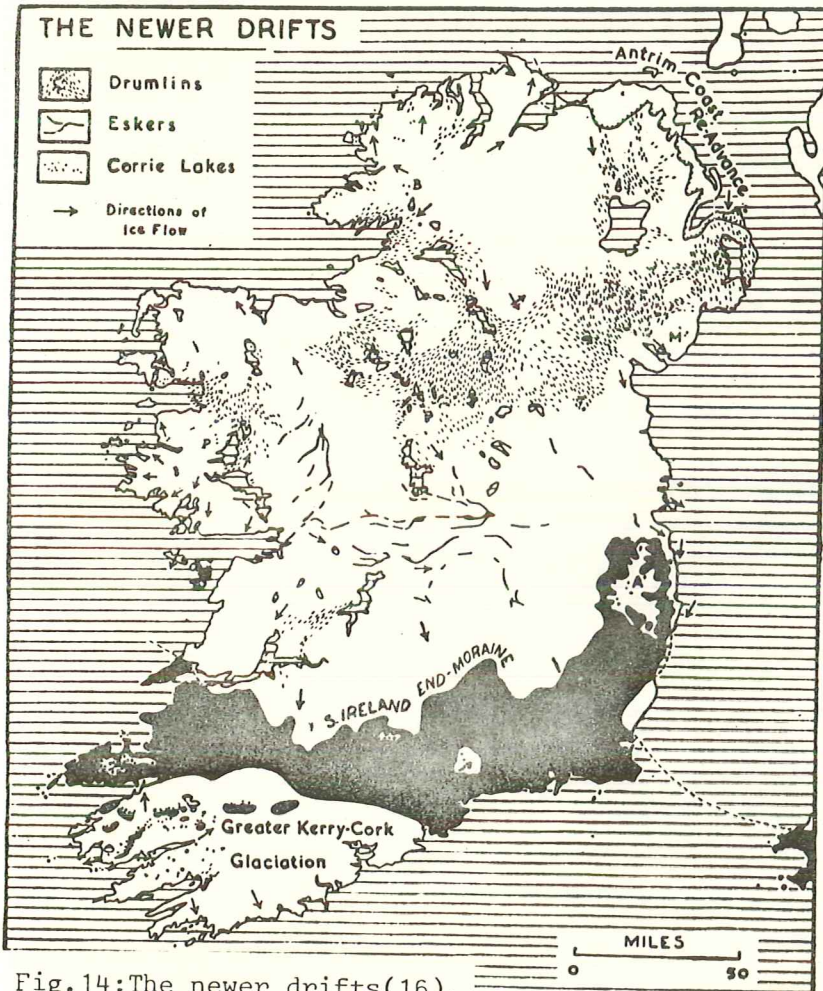 THE NEWER DRIFTS
Drumlins
Eskers
Corrie Lakes
Directions of
Ice Flow
Antrim Coast
Re-Advance
B
M
P
A
S. IRELAND END-MORAINE
Greater Kerry-Cork
Glaciation
MILES
0 50
Fig.14:The newer drifts(16)